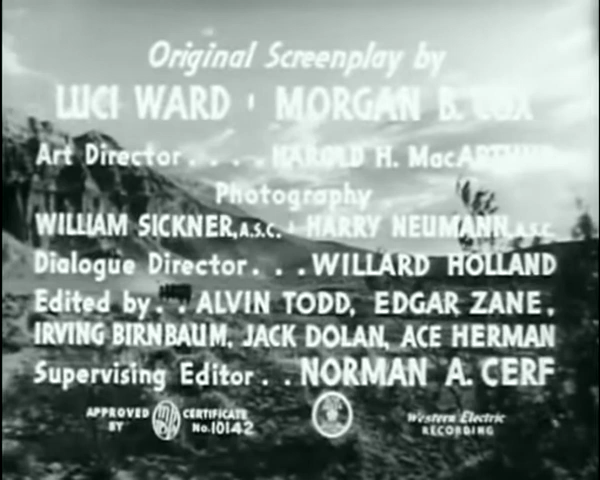 Original Screenplay by
LUCI WARD · MORGAN B. COX
Art Director . . . . HAROLD H. MacARTHUR
Photography
WILLIAM SICKNER, A.S.C. · HARRY NEUMANN, A.S.C.
Dialogue Director . . . WILLARD HOLLAND
Edited by . . ALVIN TODD, EDGAR ZANE,
IRVING BIRNBAUM, JACK DOLAN, ACE HERMAN
Supervising Editor . . NORMAN A. CERF
APPROVED BY CERTIFICATE No. 10142
Western Electric
RECORDING